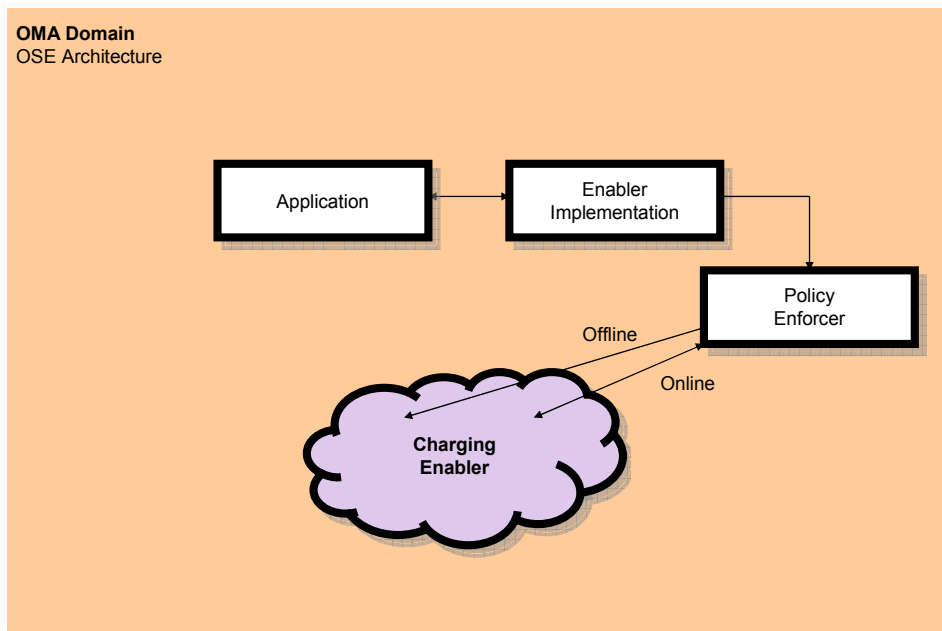 OMA Domain
OSE Architecture
Application
Enabler
Implementation
Policy
Enforcer
Offline
Online
Charging
Enabler